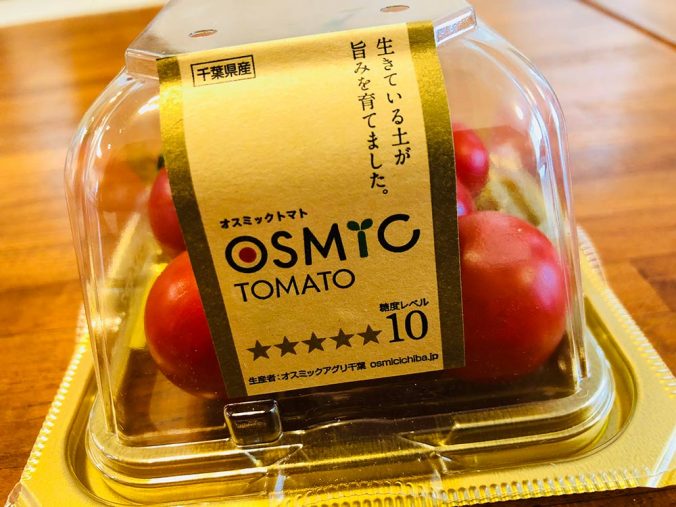 千葉県産
生きている土が
旨みを育てました。
オスミックトマト
OSMIC
TOMATO
糖度レベル
★★★★★ 10
生産者：オスミックアグリ千葉 osmicichiba.jp